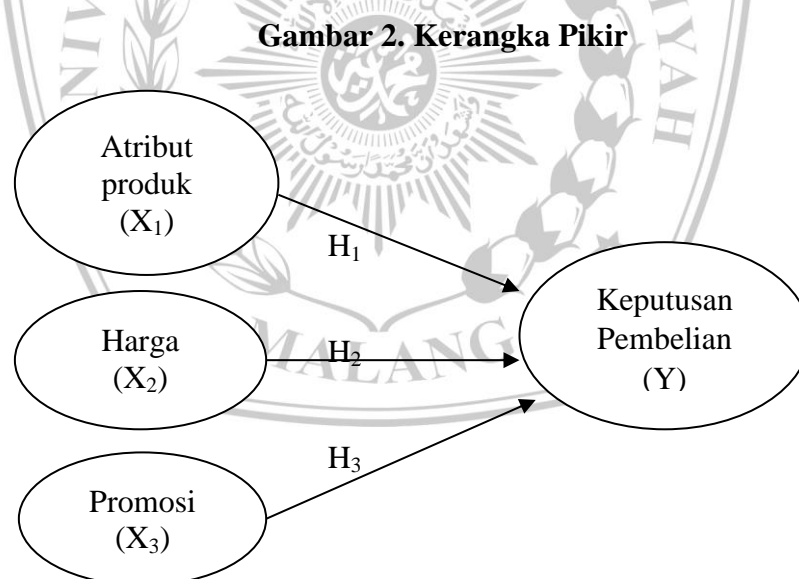 Gambar 2. Kerangka Pikir
Atribut
produk
(X₁)
H₁
Harga
(X₂)
H₂
Promosi
(X₃)
H₃
Keputusan
Pembelian
(Y)
MALANG